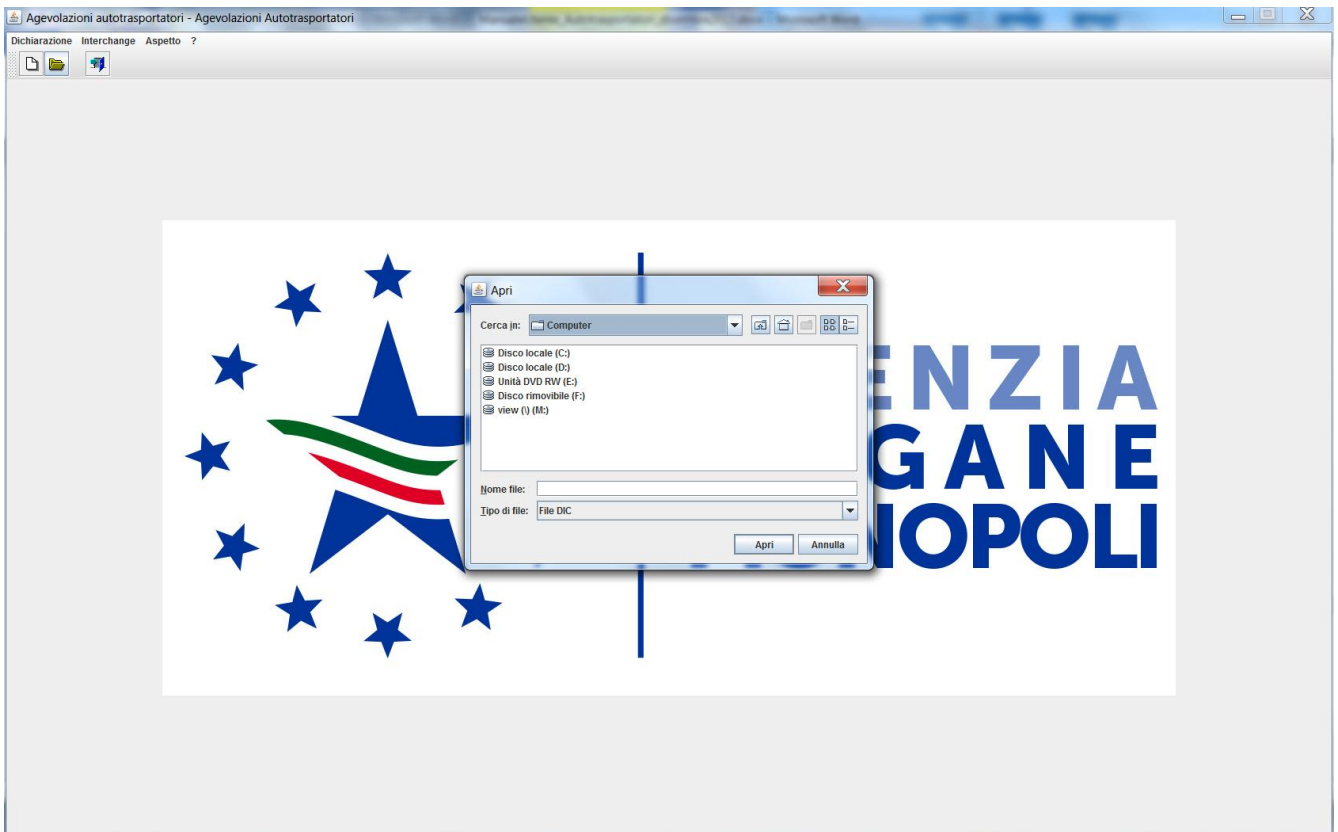 Agevolazioni autotrasportatori - Agevolazioni Autotrasportatori
Dichiarazione Interchange Aspetto ?
Apri
Cerca in: Computer
Disco locale (C:)
Disco locale (D:)
Unità DVD RW (E:)
Disco rimovibile (F:)
view (\) (M:)
Nome file:
Tipo di file: File DIC
Apri Annulla
ENZIA
GANE
NOPOLI